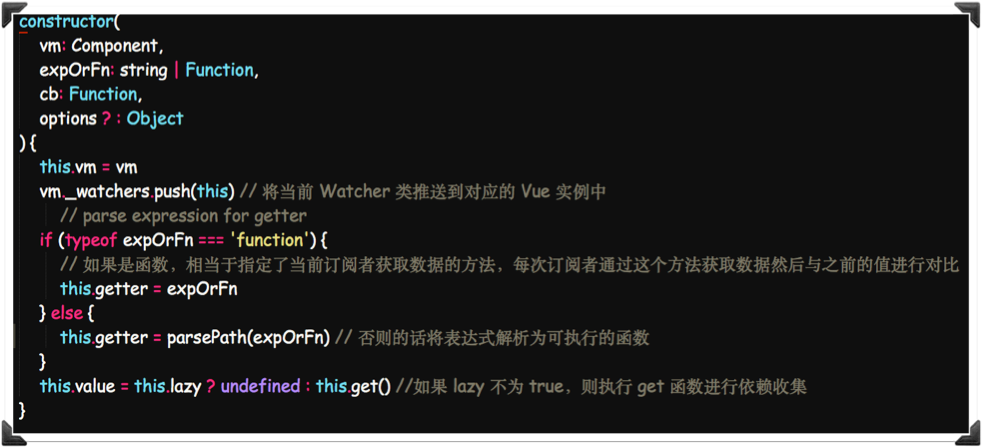 constructor(
vm: Component,
expOrFn: string | Function,
cb: Function,
options ? : Object
) {
this.vm = vm
vm._watchers.push(this) // 将当前 Watcher 类推送到对应的 Vue 实例中
// parse expression for getter
if (typeof expOrFn === 'function') {
// 如果是函数，相当于指定了当前订阅者获取数据的方法，每次订阅者通过这个方法获取数据然后与之前的值进行对比
this.getter = expOrFn
} else {
this.getter = parsePath(expOrFn) // 否则的话将表达式解析为可执行的函数
}
this.value = this.lazy ? undefined : this.get() //如果 lazy 不为 true，则执行 get 函数进行依赖收集
}